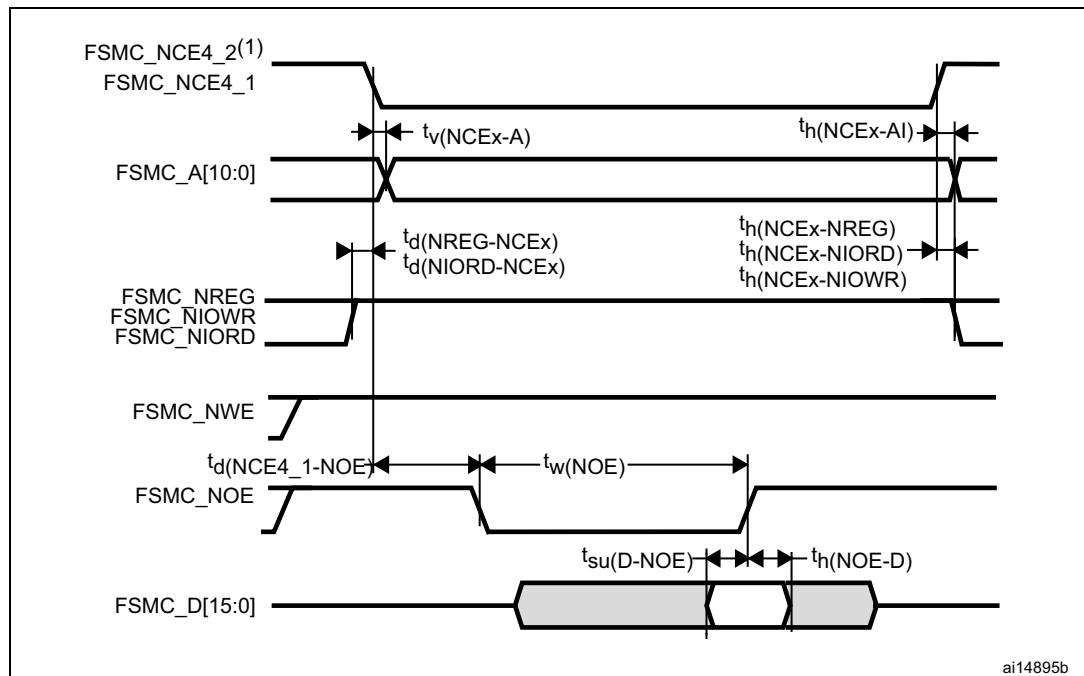 FSMC_NCE4_2(1)
FSMC_NCE4_1
tv(NCEx-A)
th(NCEx-AI)
FSMC_A[10:0]
td(NREG-NCEx)
td(NIORD-NCEx)
th(NCEx-NREG)
th(NCEx-NIORD)
th(NCEx-NIOWR)
FSMC_NREG
FSMC_NIOWR
FSMC_NIORD
FSMC_NWE
td(NCE4_1-NOE)
tw(NOE)
FSMC_NOE
tsu(D-NOE)
th(NOE-D)
FSMC_D[15:0]
ai14895b